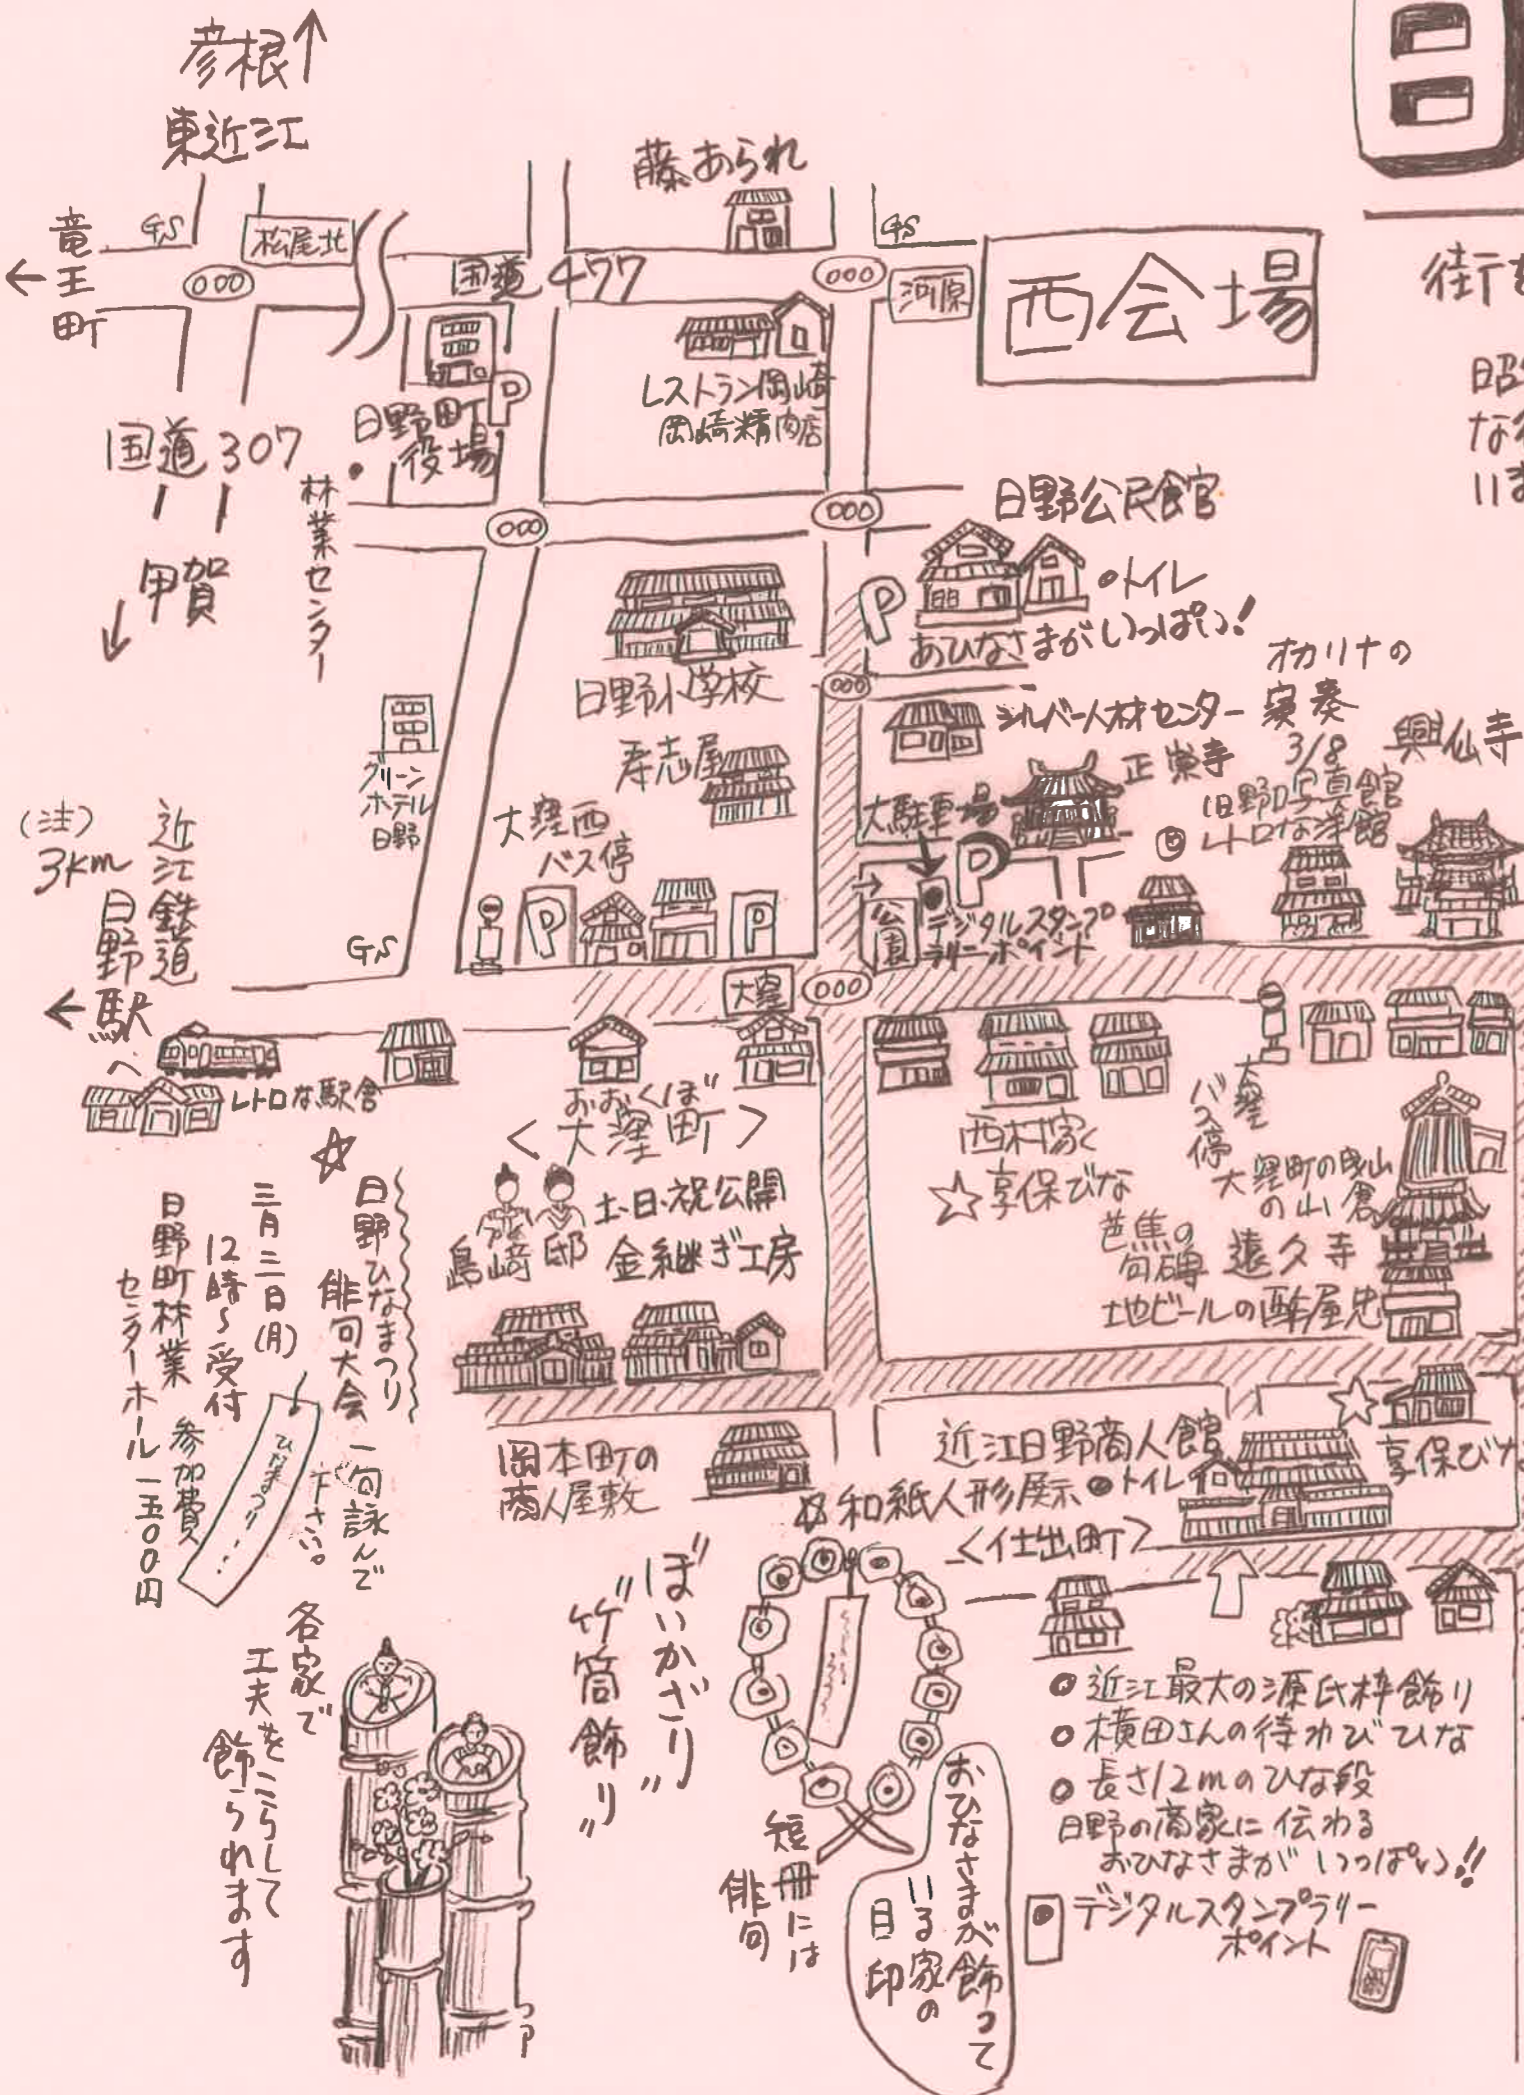 彦根↑
東近江
日
藤あられ
竜王町
←
GS
松尾北
国道477
GS
河原
西会場
街
レストラン岡崎
岡崎精肉店
日野町
役場
P
国道307
甲賀
↓
林業センター
日野公民館
・トイレ
おひなさまがいっぱい!
P
日野小学校
シルバー人材センター
オカリナの
演奏
3/8
旧野口写真館
レトロな洋館
興仙寺
正崇寺
寿志屋
グリーン
ホテル
日野
大窪西
バス停
大駐車場
P
公園
デジタルスタンプ
ラリーポイント
P
P
GS
大窪
(注)
3km
近江鉄道
日野駅へ
←
レトロな駅舎
おおくぼ
<大窪町>
西村家
☆享保びな
大窪
バス停
大窪町の曳山
の山倉
芭蕉の
句碑
遠久寺
地ビールの酢屋忠
島崎邸
土・日・祝公開
金継ぎ工房
☆
日野ひなまつり
俳句大会
一句詠んで
下さい。
三月三日(月)
12時〜受付
日野町林業
センターホール
参加費
一五〇〇円
ひなまつり…
岡本町の
商人屋敷
近江日野商人館
☆和紙人形展示
トイレ
<仕出町>
☆
享保びな
"ぼいかざり"
"竹筒飾り"
各家で
工夫をこらして
飾られます
短冊には
俳句
おひなさまが飾って
いる家の
目印
近江最大の源氏枠飾り
横田さんの待わびひな
長さ12mのひな段
日野の商家に伝わる
おひなさまがいっぱい!!
デジタルスタンプラリー
ポイント